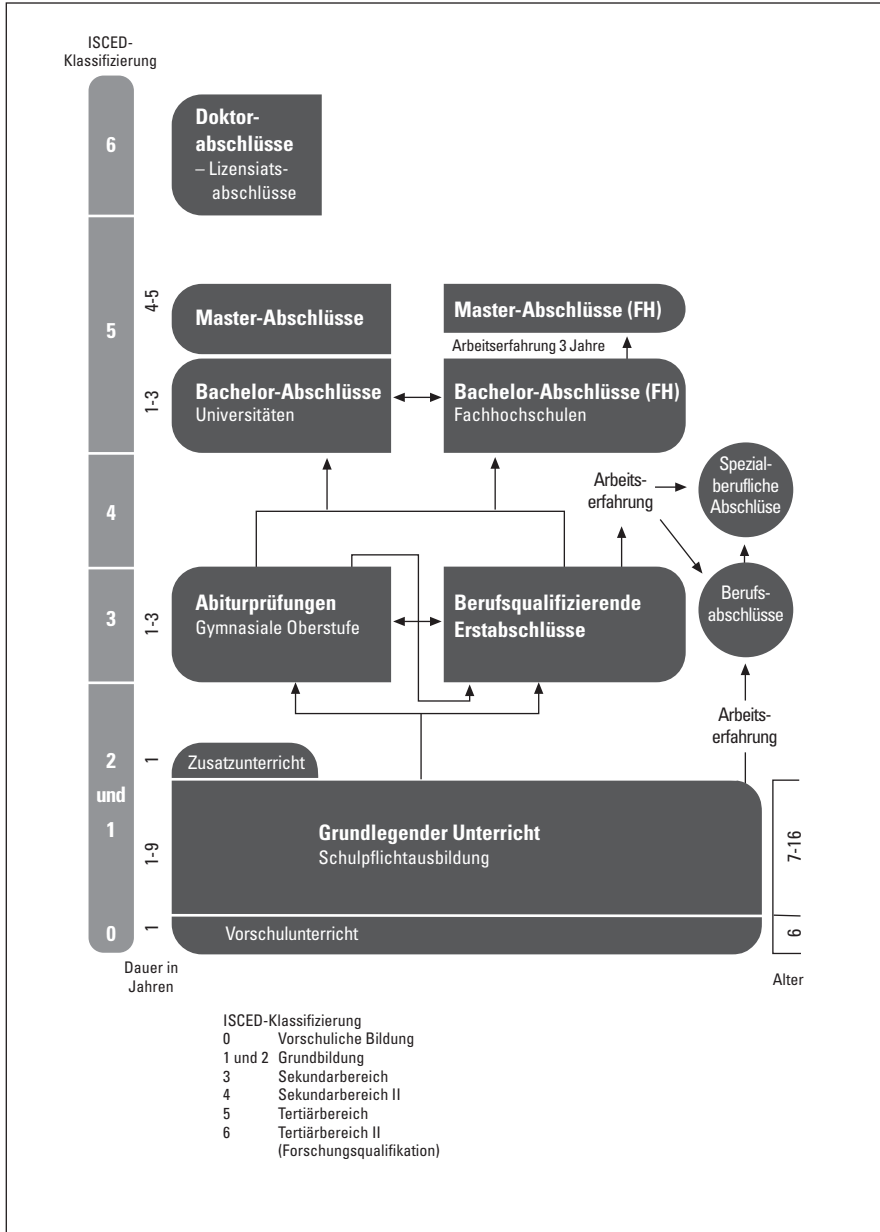 ISCED-
Klassifizierung
6
Doktor-
abschlüsse
– Lizensiats-
abschlüsse
5
4-5
Master-Abschlüsse
Master-Abschlüsse (FH)
Arbeitserfahrung 3 Jahre
1-3
Bachelor-Abschlüsse
Universitäten
Bachelor-Abschlüsse (FH)
Fachhochschulen
4
Arbeits-
erfahrung
Spezial-
berufliche
Abschlüse
3
1-3
Abiturprüfungen
Gymnasiale Oberstufe
Berufsqualifizierende
Erstabschlüsse
Berufs-
abschlüsse
Arbeits-
erfahrung
2
und
1
1
Zusatzunterricht
1-9
Grundlegender Unterricht
Schulpflichtausbildung
7-16
0
1
Vorschulunterricht
6
Dauer in
Jahren
Alter
ISCED-Klassifizierung
0 Vorschuliche Bildung
1 und 2 Grundbildung
3 Sekundarbereich
4 Sekundarbereich II
5 Tertiärbereich
6 Tertiärbereich II
(Forschungsqualifikation)